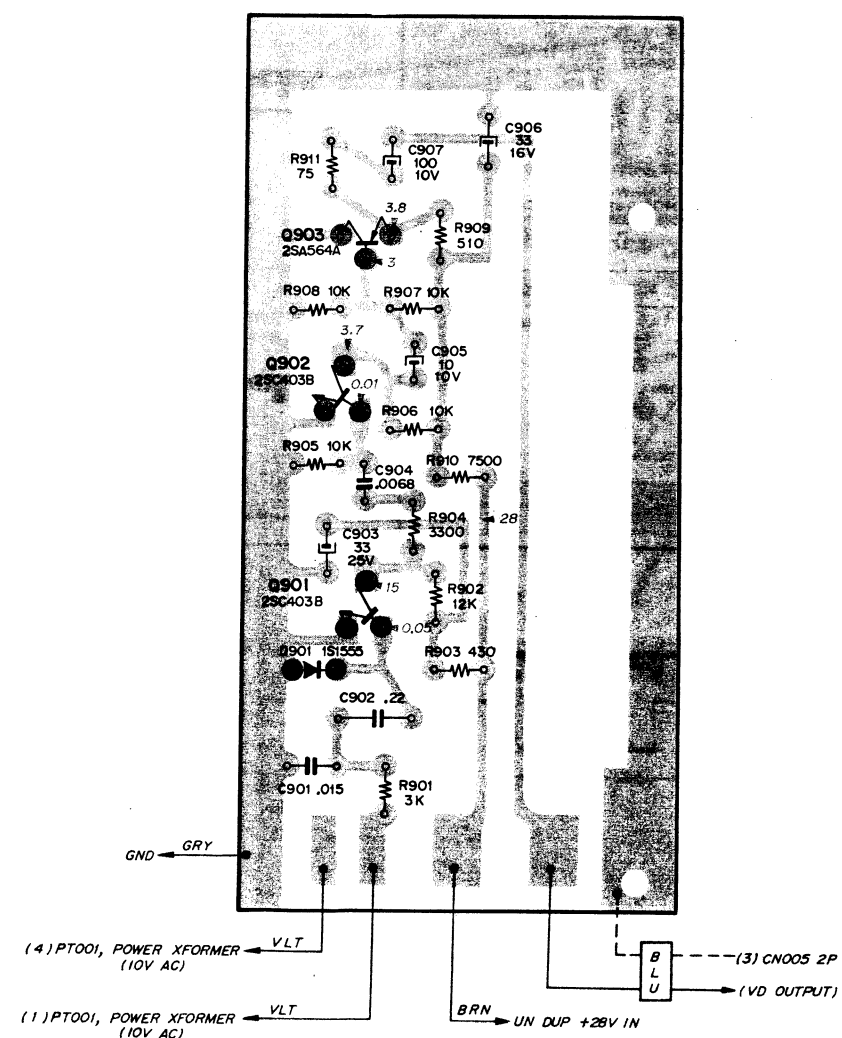 C906
33
16V
C907
100
10V
R911
75
3.8
Q903
2SA564A
R909
510
3
R908 10K
R907 10K
3.7
Q902
2SC403B
C905
10
10V
0.01
R906 10K
R905 10K
C904
.0068
R910 7500
R904
3300
28
C903
33
25V
Q901
2SC403B
15
R902
12K
0.05
D901 1S1555
R903 430
C902 .22
C901 .015
R901
3K
GND
GRY
(4) PT001, POWER XFORMER
(10V AC)
VLT
B
L
U
(3) CN005 2P
(VD OUTPUT)
(1) PT001, POWER XFORMER
(10V AC)
VLT
BRN
UN DUP +28V IN